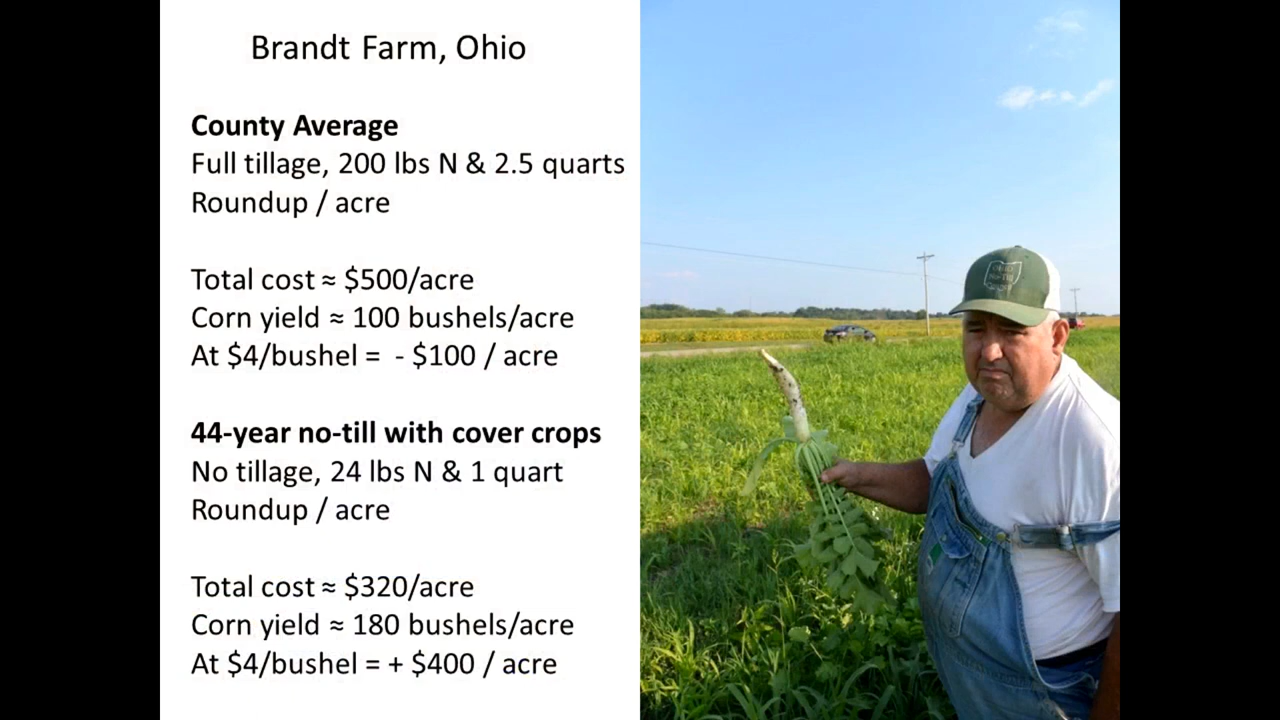 Brandt Farm, Ohio
County Average
Full tillage, 200 lbs N & 2.5 quarts
Roundup / acre
Total cost ≈ $500/acre
Corn yield ≈ 100 bushels/acre
At $4/bushel = - $100 / acre
44-year no-till with cover crops
No tillage, 24 lbs N & 1 quart
Roundup / acre
Total cost ≈ $320/acre
Corn yield ≈ 180 bushels/acre
At $4/bushel = + $400 / acre
OHIO
No-Till